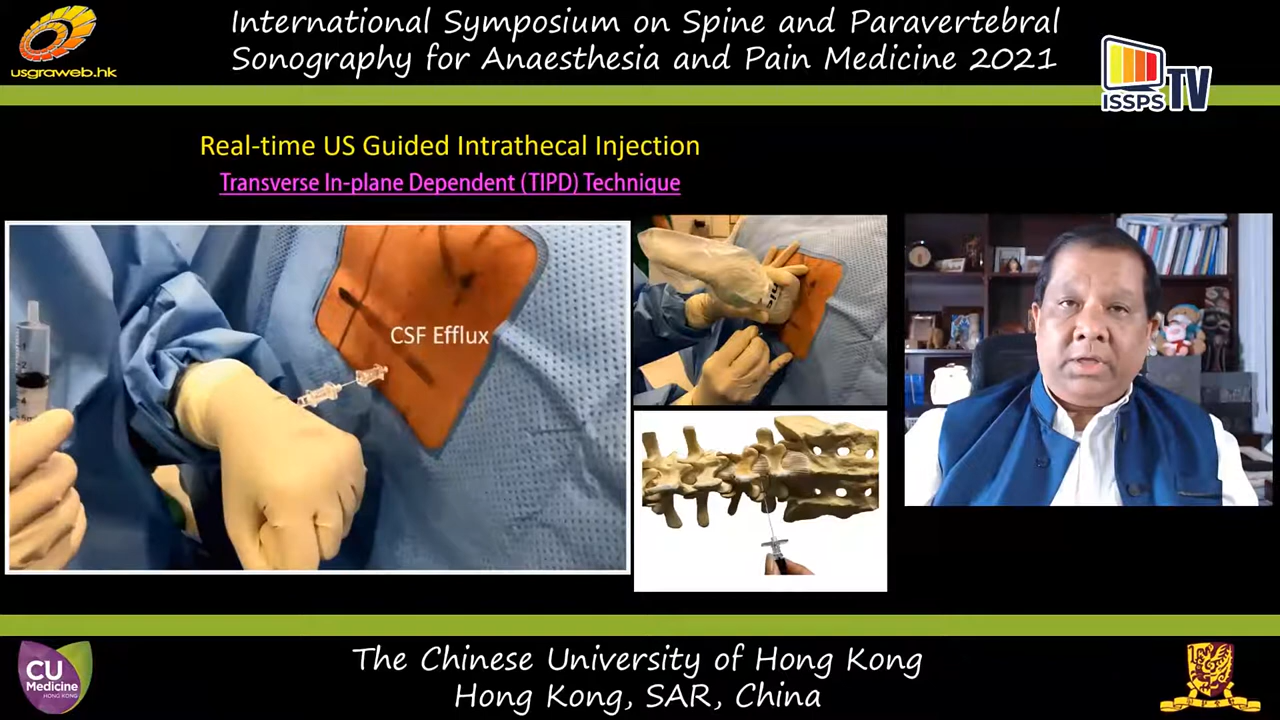 International Symposium on Spine and Paravertebral
Sonography for Anaesthesia and Pain Medicine 2021
usgraweb.hk
ISSPS TV
Real-time US Guided Intrathecal Injection
Transverse In-plane Dependent (TIPD) Technique
CSF Efflux
CU
Medicine
HONG KONG
The Chinese University of Hong Kong
Hong Kong, SAR, China